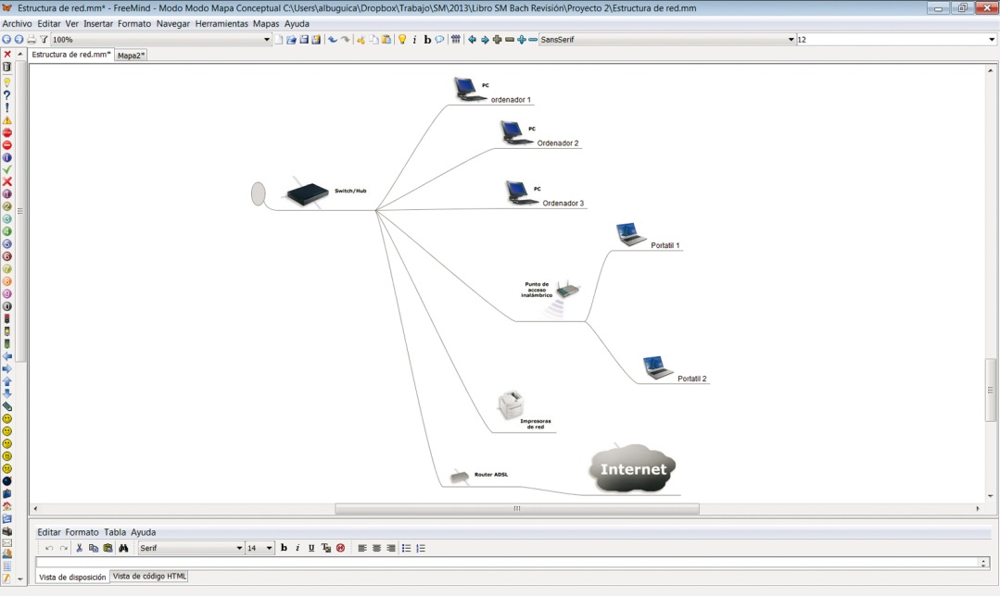 Estructura de red.mm* - FreeMind - Modo Modo Mapa Conceptual C:\Users\albuguica\Dropbox\Trabajo\SM\2013\Libro SM Bach Revisión\Proyecto 2\Estructura de red.mm
Archivo Editar Ver Insertar Formato Navegar Herramientas Mapas Ayuda
100% SansSerif 12
Estructura de red.mm* Mapa2*
PC
ordenador 1
PC
Ordenador 2
Switch/Hub
PC
Ordenador 3
Portatil 1
Punto de
acceso
inalámbrico
Portatil 2
Impresoras
de red
Router ADSL
Internet
Editar Formato Tabla Ayuda
Serif 14 b i U
Vista de disposición Vista de código HTML